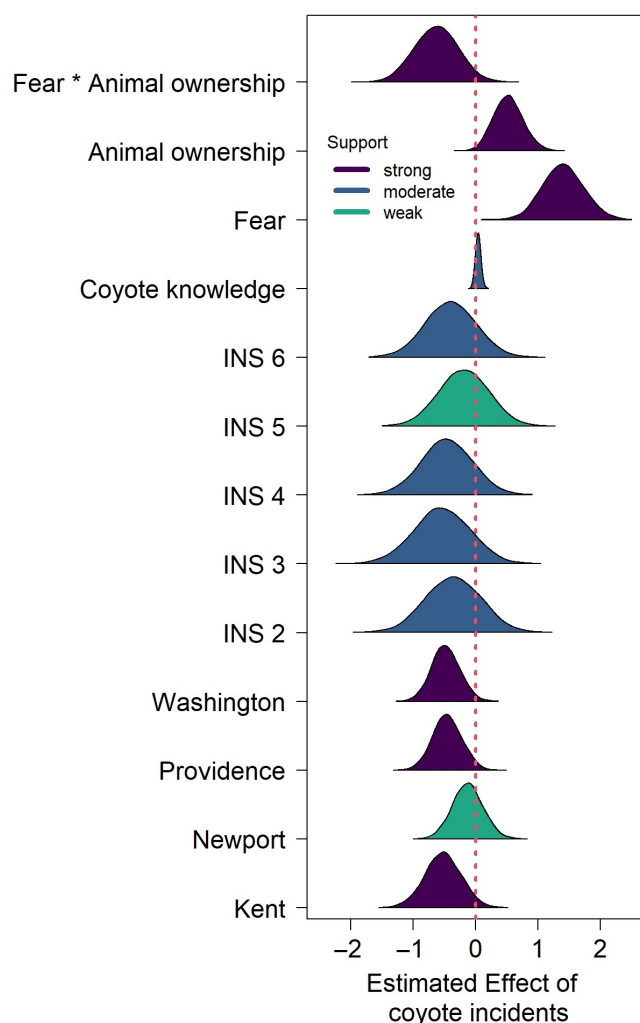 Fear * Animal ownership
Animal ownership
Support
strong
moderate
weak
Fear
Coyote knowledge
INS 6
INS 5
INS 4
INS 3
INS 2
Washington
Providence
Newport
Kent
−2 −1 0 1 2
Estimated Effect of
coyote incidents